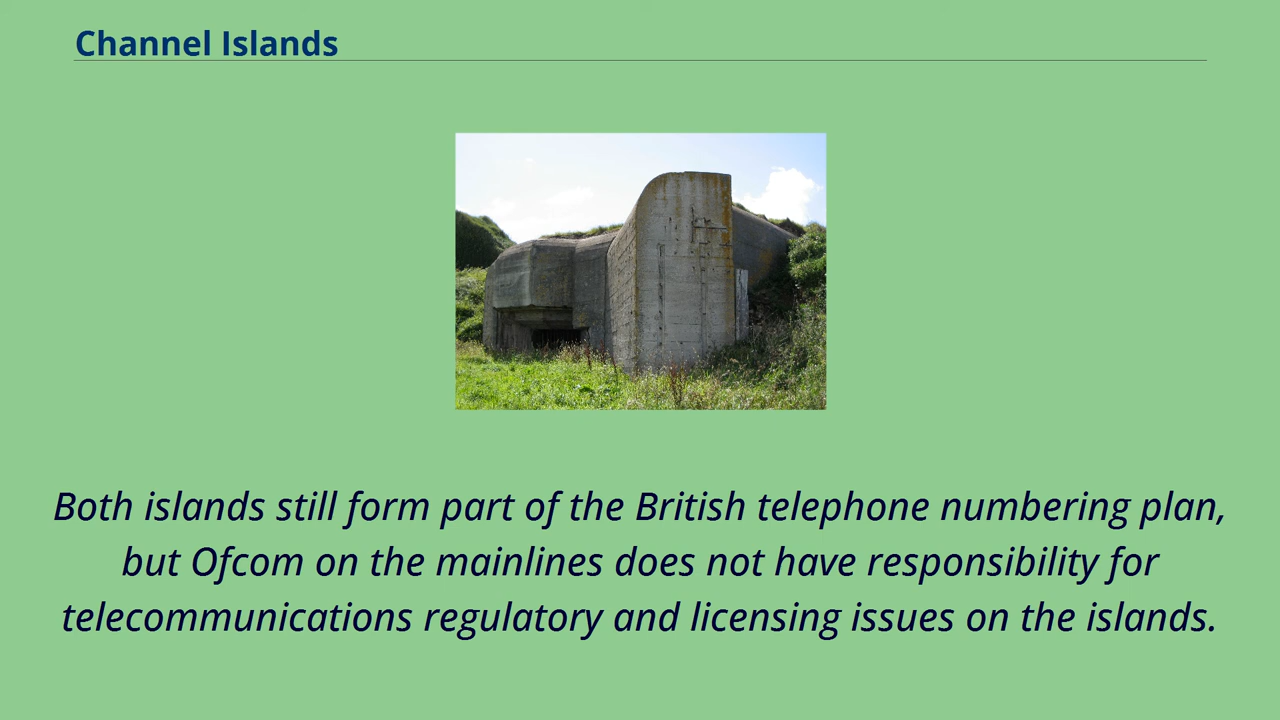 Channel Islands
Both islands still form part of the British telephone numbering plan,
but Ofcom on the mainlines does not have responsibility for
telecommunications regulatory and licensing issues on the islands.